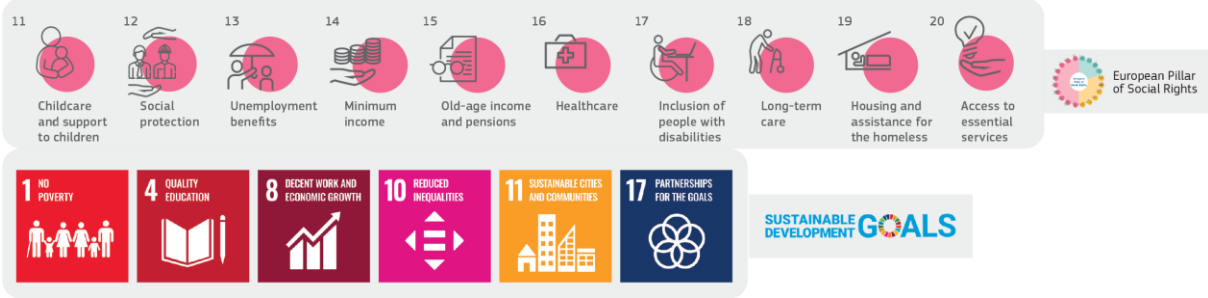 11 12 13 14 15 16 17 18 19 20
Childcare
and support
to children
Social
protection
Unemployment
benefits
Minimum
income
Old-age income
and pensions
Healthcare
Inclusion of
people with
disabilities
Long-term
care
Housing and
assistance for
the homeless
Access to
essential
services
European Pillar
of Social Rights
1 NO
POVERTY
4 QUALITY
EDUCATION
8 DECENT WORK AND
ECONOMIC GROWTH
10 REDUCED
INEQUALITIES
11 SUSTAINABLE CITIES
AND COMMUNITIES
17 PARTNERSHIPS
FOR THE GOALS
SUSTAINABLE
DEVELOPMENT GOALS